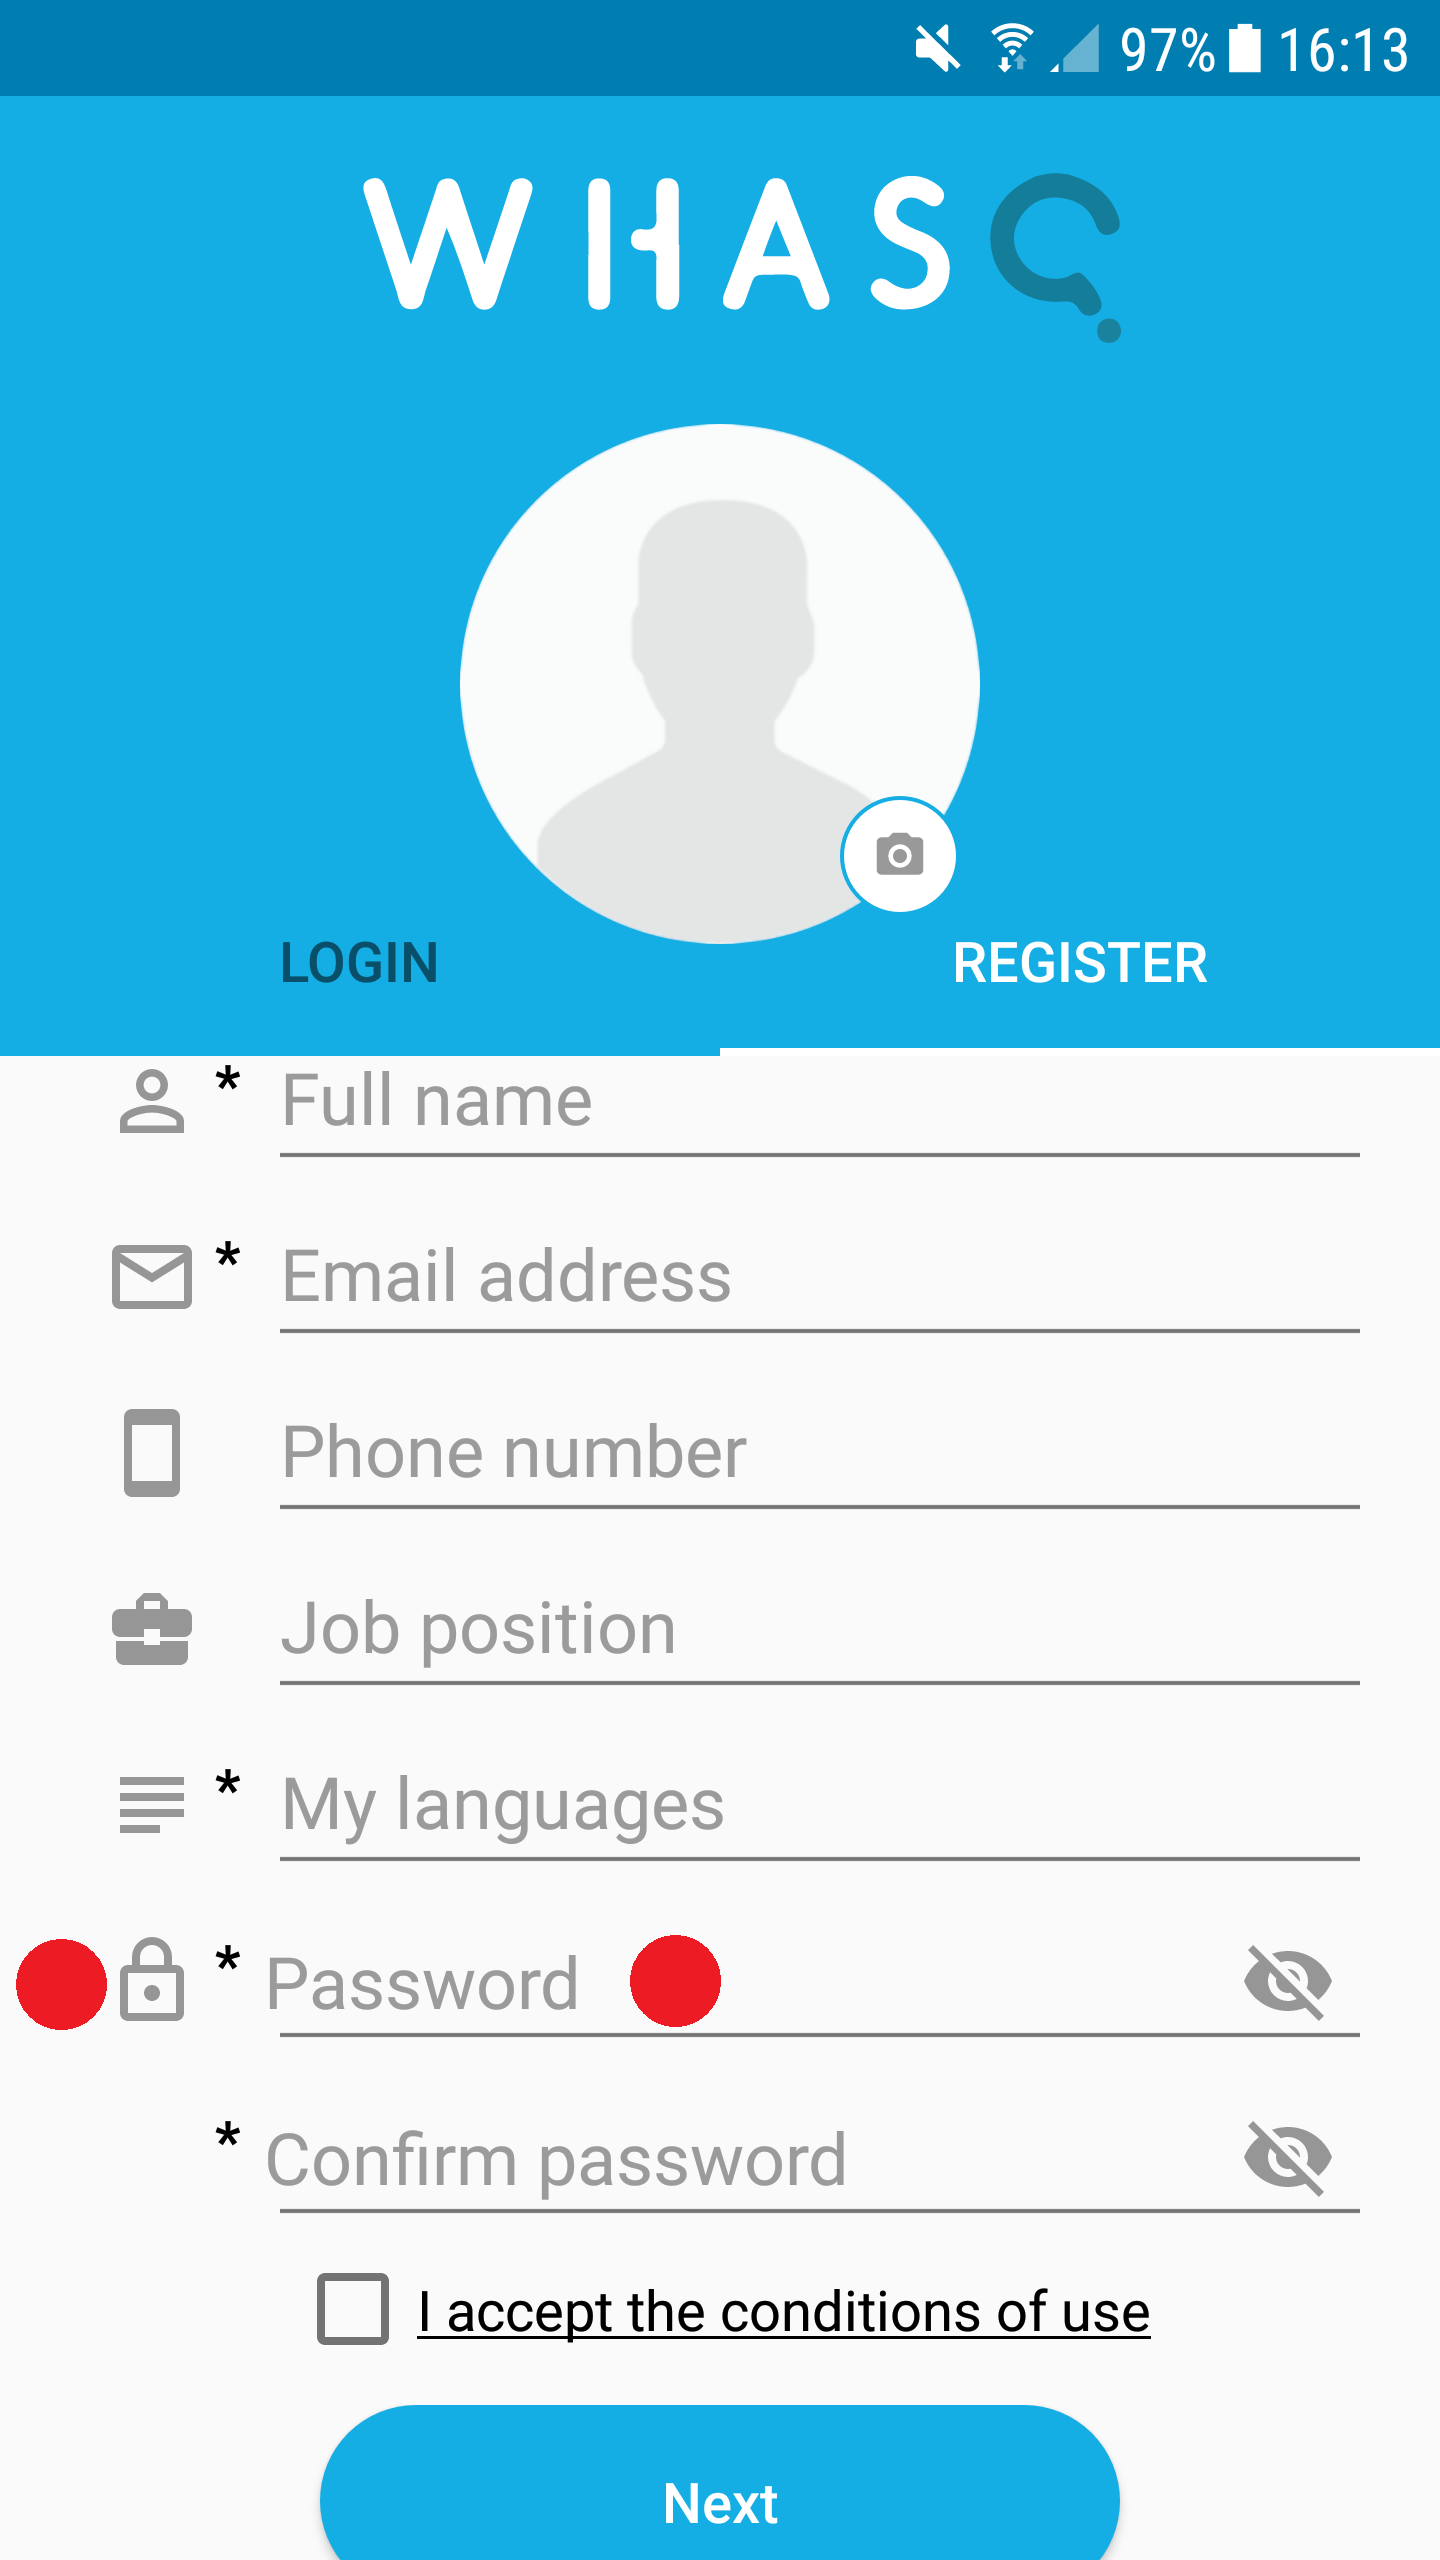 97% 16:13
WHASQ
LOGIN REGISTER
* Full name
* Email address
Phone number
Job position
* My languages
* Password
* Confirm password
I accept the conditions of use
Next